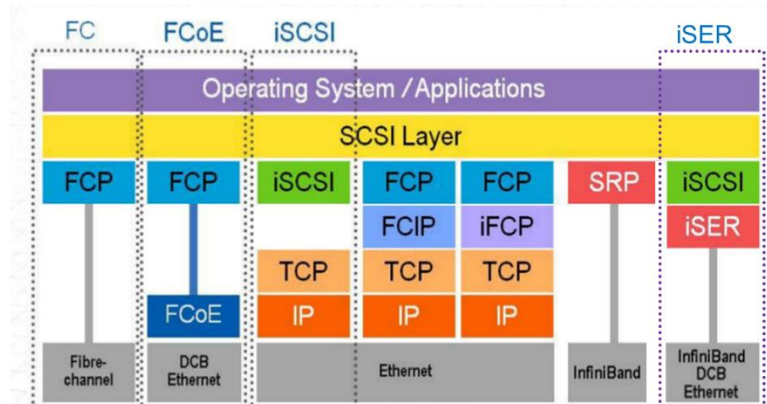 FC FCoE iSCSI iSER
Operating System /Applications
SCSI Layer
FCP FCP iSCSI FCP FCP SRP iSCSI
FCIP iFCP iSER
TCP TCP TCP
FCoE IP IP IP
Fibre-
channel
DCB
Ethernet
Ethernet
InfiniBand
InfiniBand
DCB
Ethernet